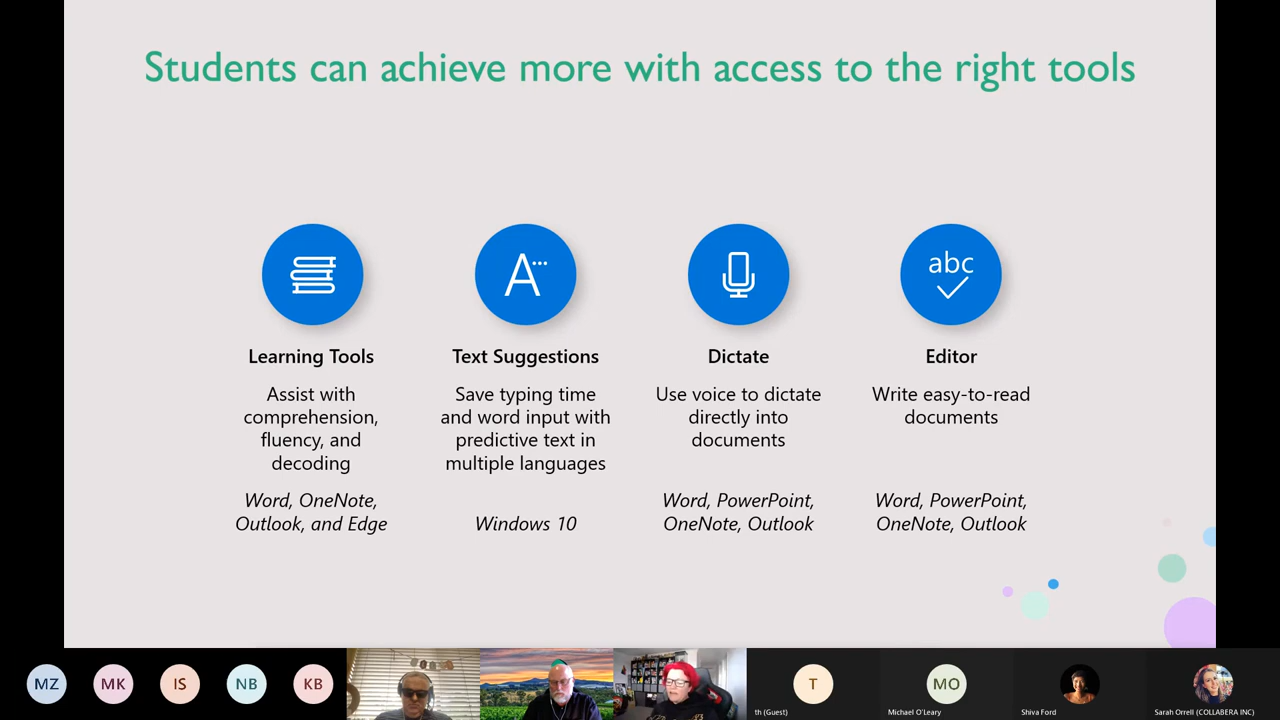 Students can achieve more with access to the right tools
A
abc
Learning Tools
Assist with
comprehension,
fluency, and
decoding
Word, OneNote,
Outlook, and Edge
Text Suggestions
Save typing time
and word input with
predictive text in
multiple languages
Windows 10
Dictate
Use voice to dictate
directly into
documents
Word, PowerPoint,
OneNote, Outlook
Editor
Write easy-to-read
documents
Word, PowerPoint,
OneNote, Outlook
MZ
MK
IS
NB
KB
T
th (Guest)
MO
Michael O'Leary
Shiva Ford
Sarah Orrell (COLLABERA INC)